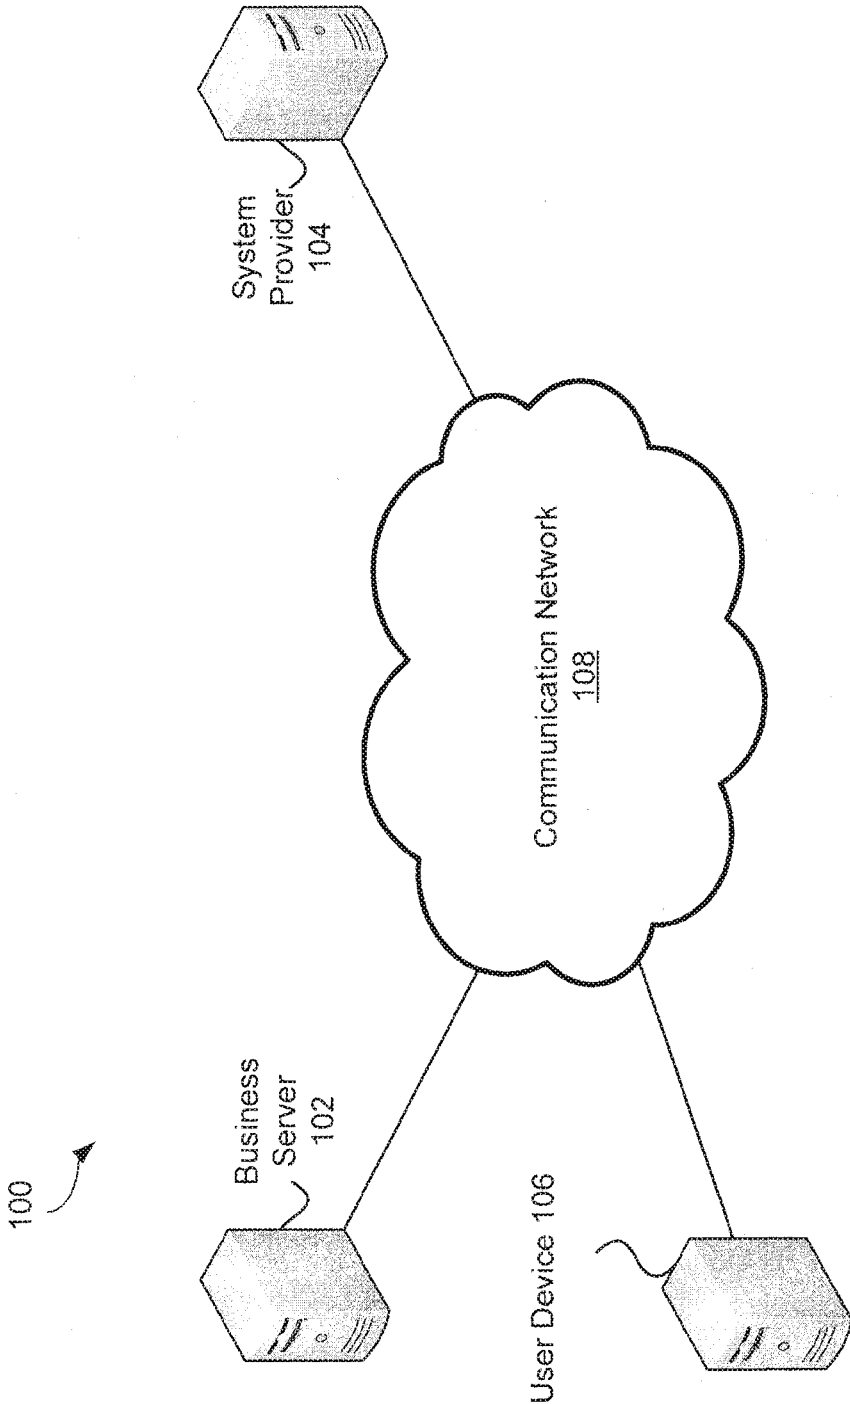 100
Business
Server
102
System
Provider
104
Communication Network
108
User Device 106